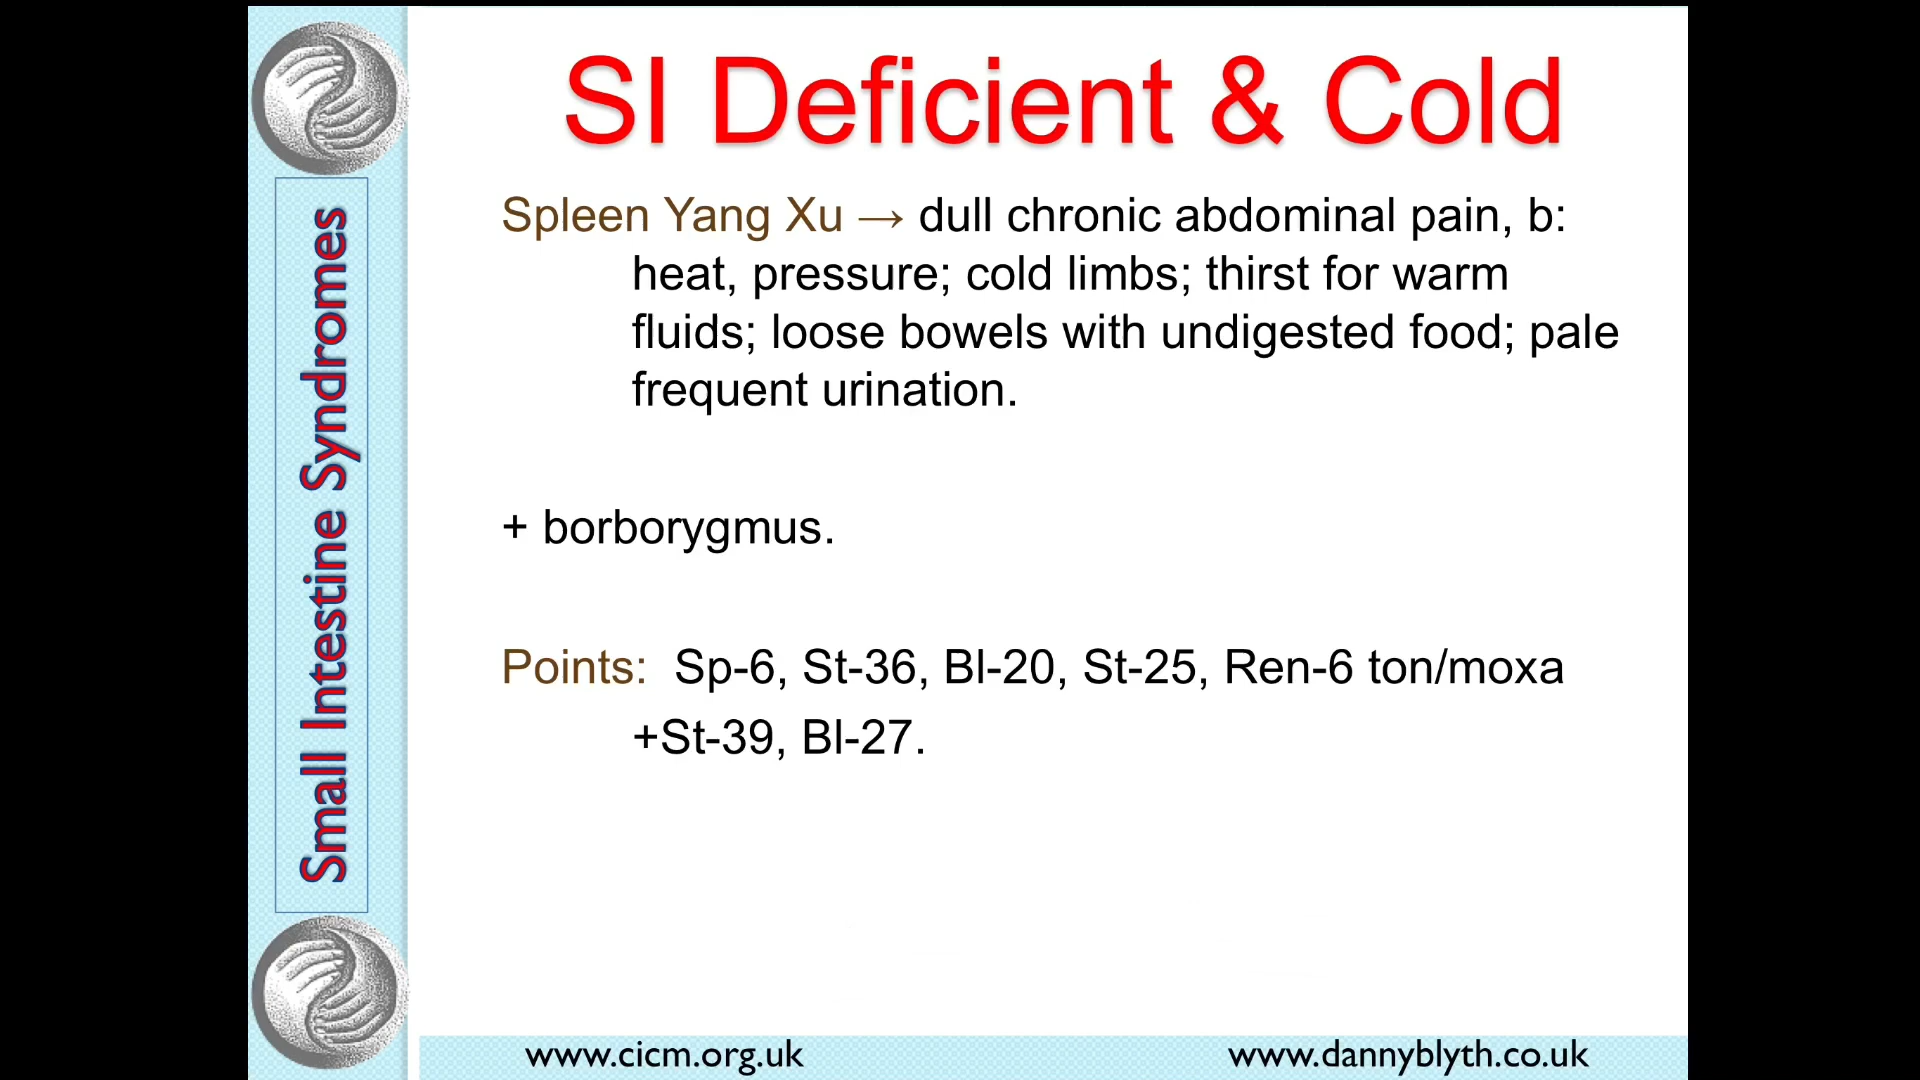 SI Deficient & Cold
Small Intestine Syndromes
Spleen Yang Xu → dull chronic abdominal pain, b:
heat, pressure; cold limbs; thirst for warm
fluids; loose bowels with undigested food; pale
frequent urination.
+ borborygmus.
Points: Sp-6, St-36, Bl-20, St-25, Ren-6 ton/moxa
+St-39, Bl-27.
www.cicm.org.uk
www.dannyblyth.co.uk